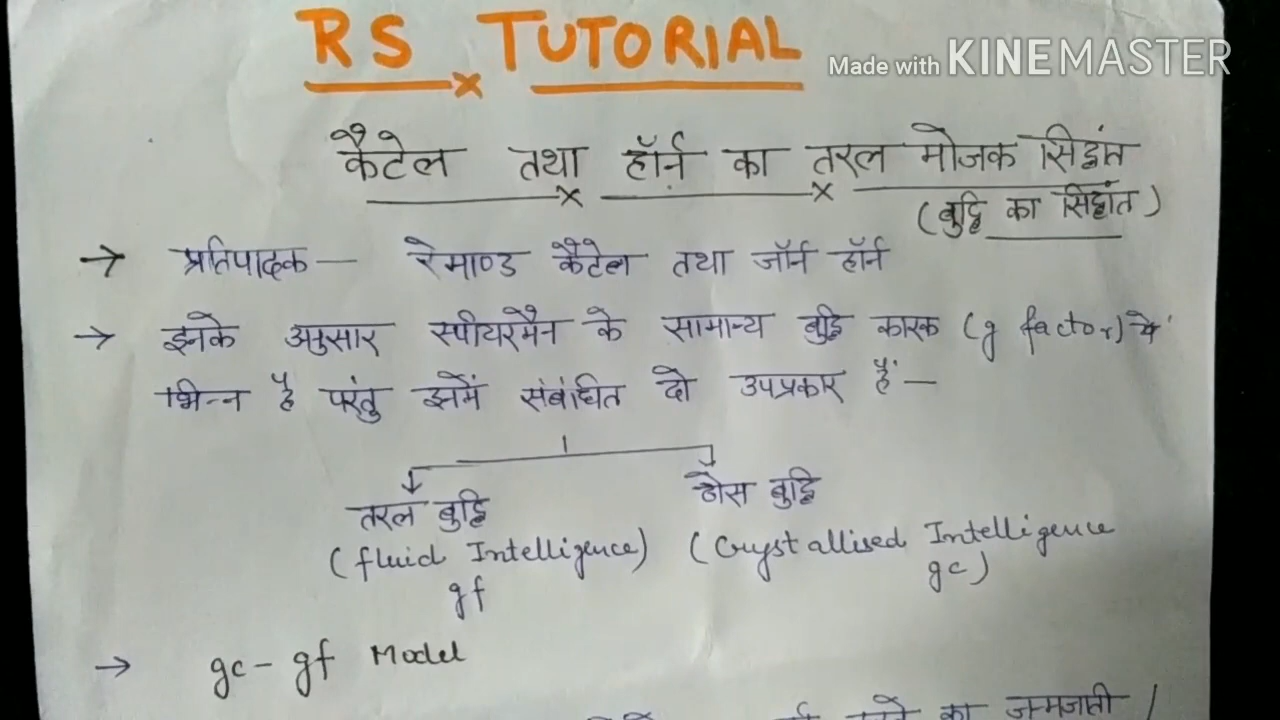 RS TUTORIAL
Made with KINEMASTER
कैटेल तथा हॉर्न का तरल मोजक सिद्धांत
(बुद्धि का सिद्धांत)
→ प्रतिपादक — रेमाण्ड कैटेल तथा जॉर्न हॉर्न
→ इनके अनुसार स्पीयरमैन के सामान्य बुद्धि कारक (g factor) से
भिन्न है परंतु इनमें संबंधित दो उपप्रकार हैं —
तरल बुद्धि ठोस बुद्धि
(fluid Intelligence) (Crystallised Intelligence
gf gc)
→ gc - gf Model
का जन्मजाती